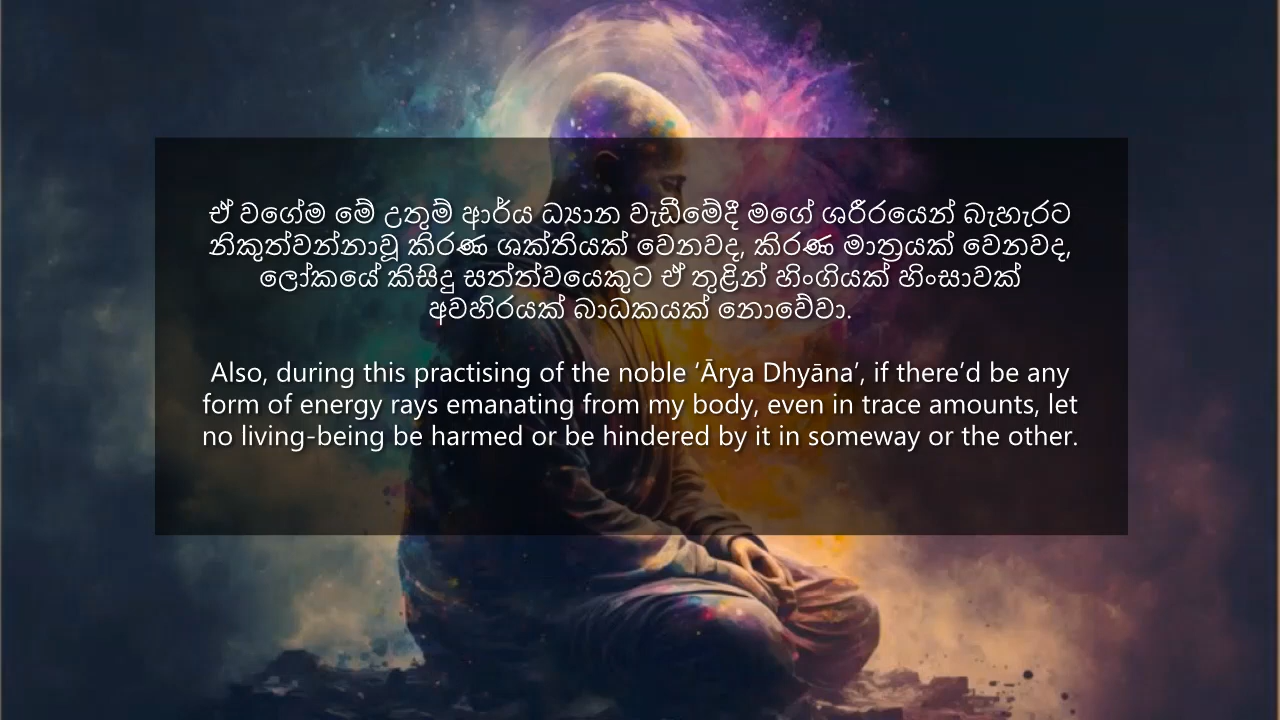 ඒ වගේම මේ උතුම් ආර්ය ධ්‍යාන වැඩීමේදී මගේ ශරීරයෙන් බැහැරට
නිකුත්වන්නාවූ කිරණ ශක්තියක් වෙනවද, කිරණ මාත්‍රයක් වෙනවද,
ලෝකයේ කිසිදු සත්ත්වයෙකුට ඒ තුළින් හිංගියක් හිංසාවක්
අවහිරයක් බාධකයක් නොවේවා.
Also, during this practising of the noble ‘Ārya Dhyāna’, if there’d be any
form of energy rays emanating from my body, even in trace amounts, let
no living-being be harmed or be hindered by it in someway or the other.